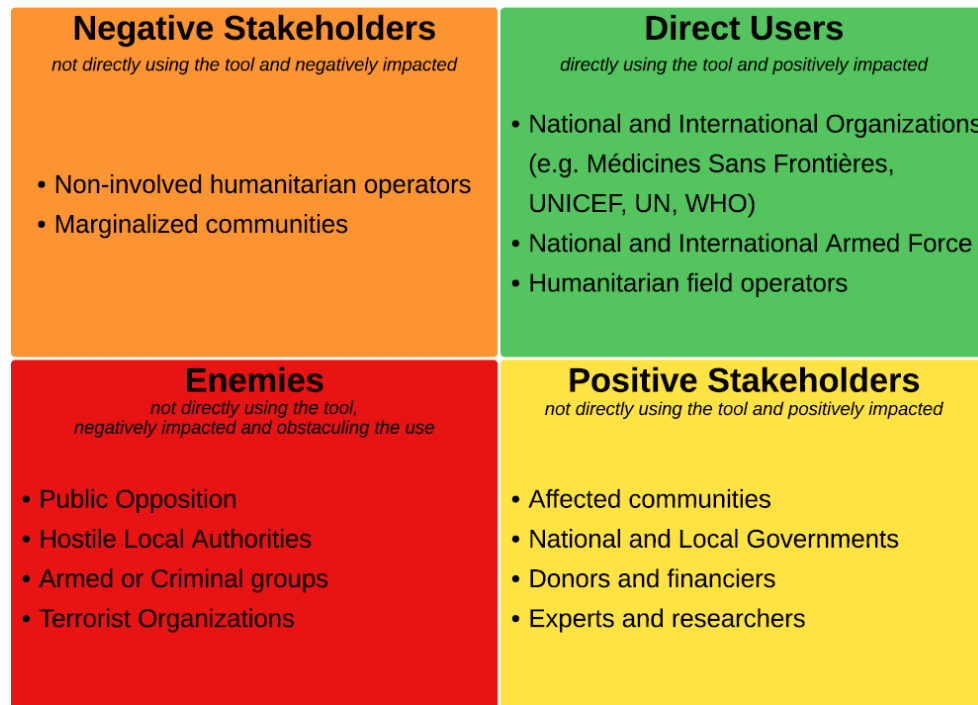 Negative Stakeholders
not directly using the tool and negatively impacted
• Non-involved humanitarian operators
• Marginalized communities
Direct Users
directly using the tool and positively impacted
• National and International Organizations
(e.g. Médicines Sans Frontières,
UNICEF, UN, WHO)
• National and International Armed Force
• Humanitarian field operators
Enemies
not directly using the tool,
negatively impacted and obstaculing the use
• Public Opposition
• Hostile Local Authorities
• Armed or Criminal groups
• Terrorist Organizations
Positive Stakeholders
not directly using the tool and positively impacted
• Affected communities
• National and Local Governments
• Donors and financiers
• Experts and researchers